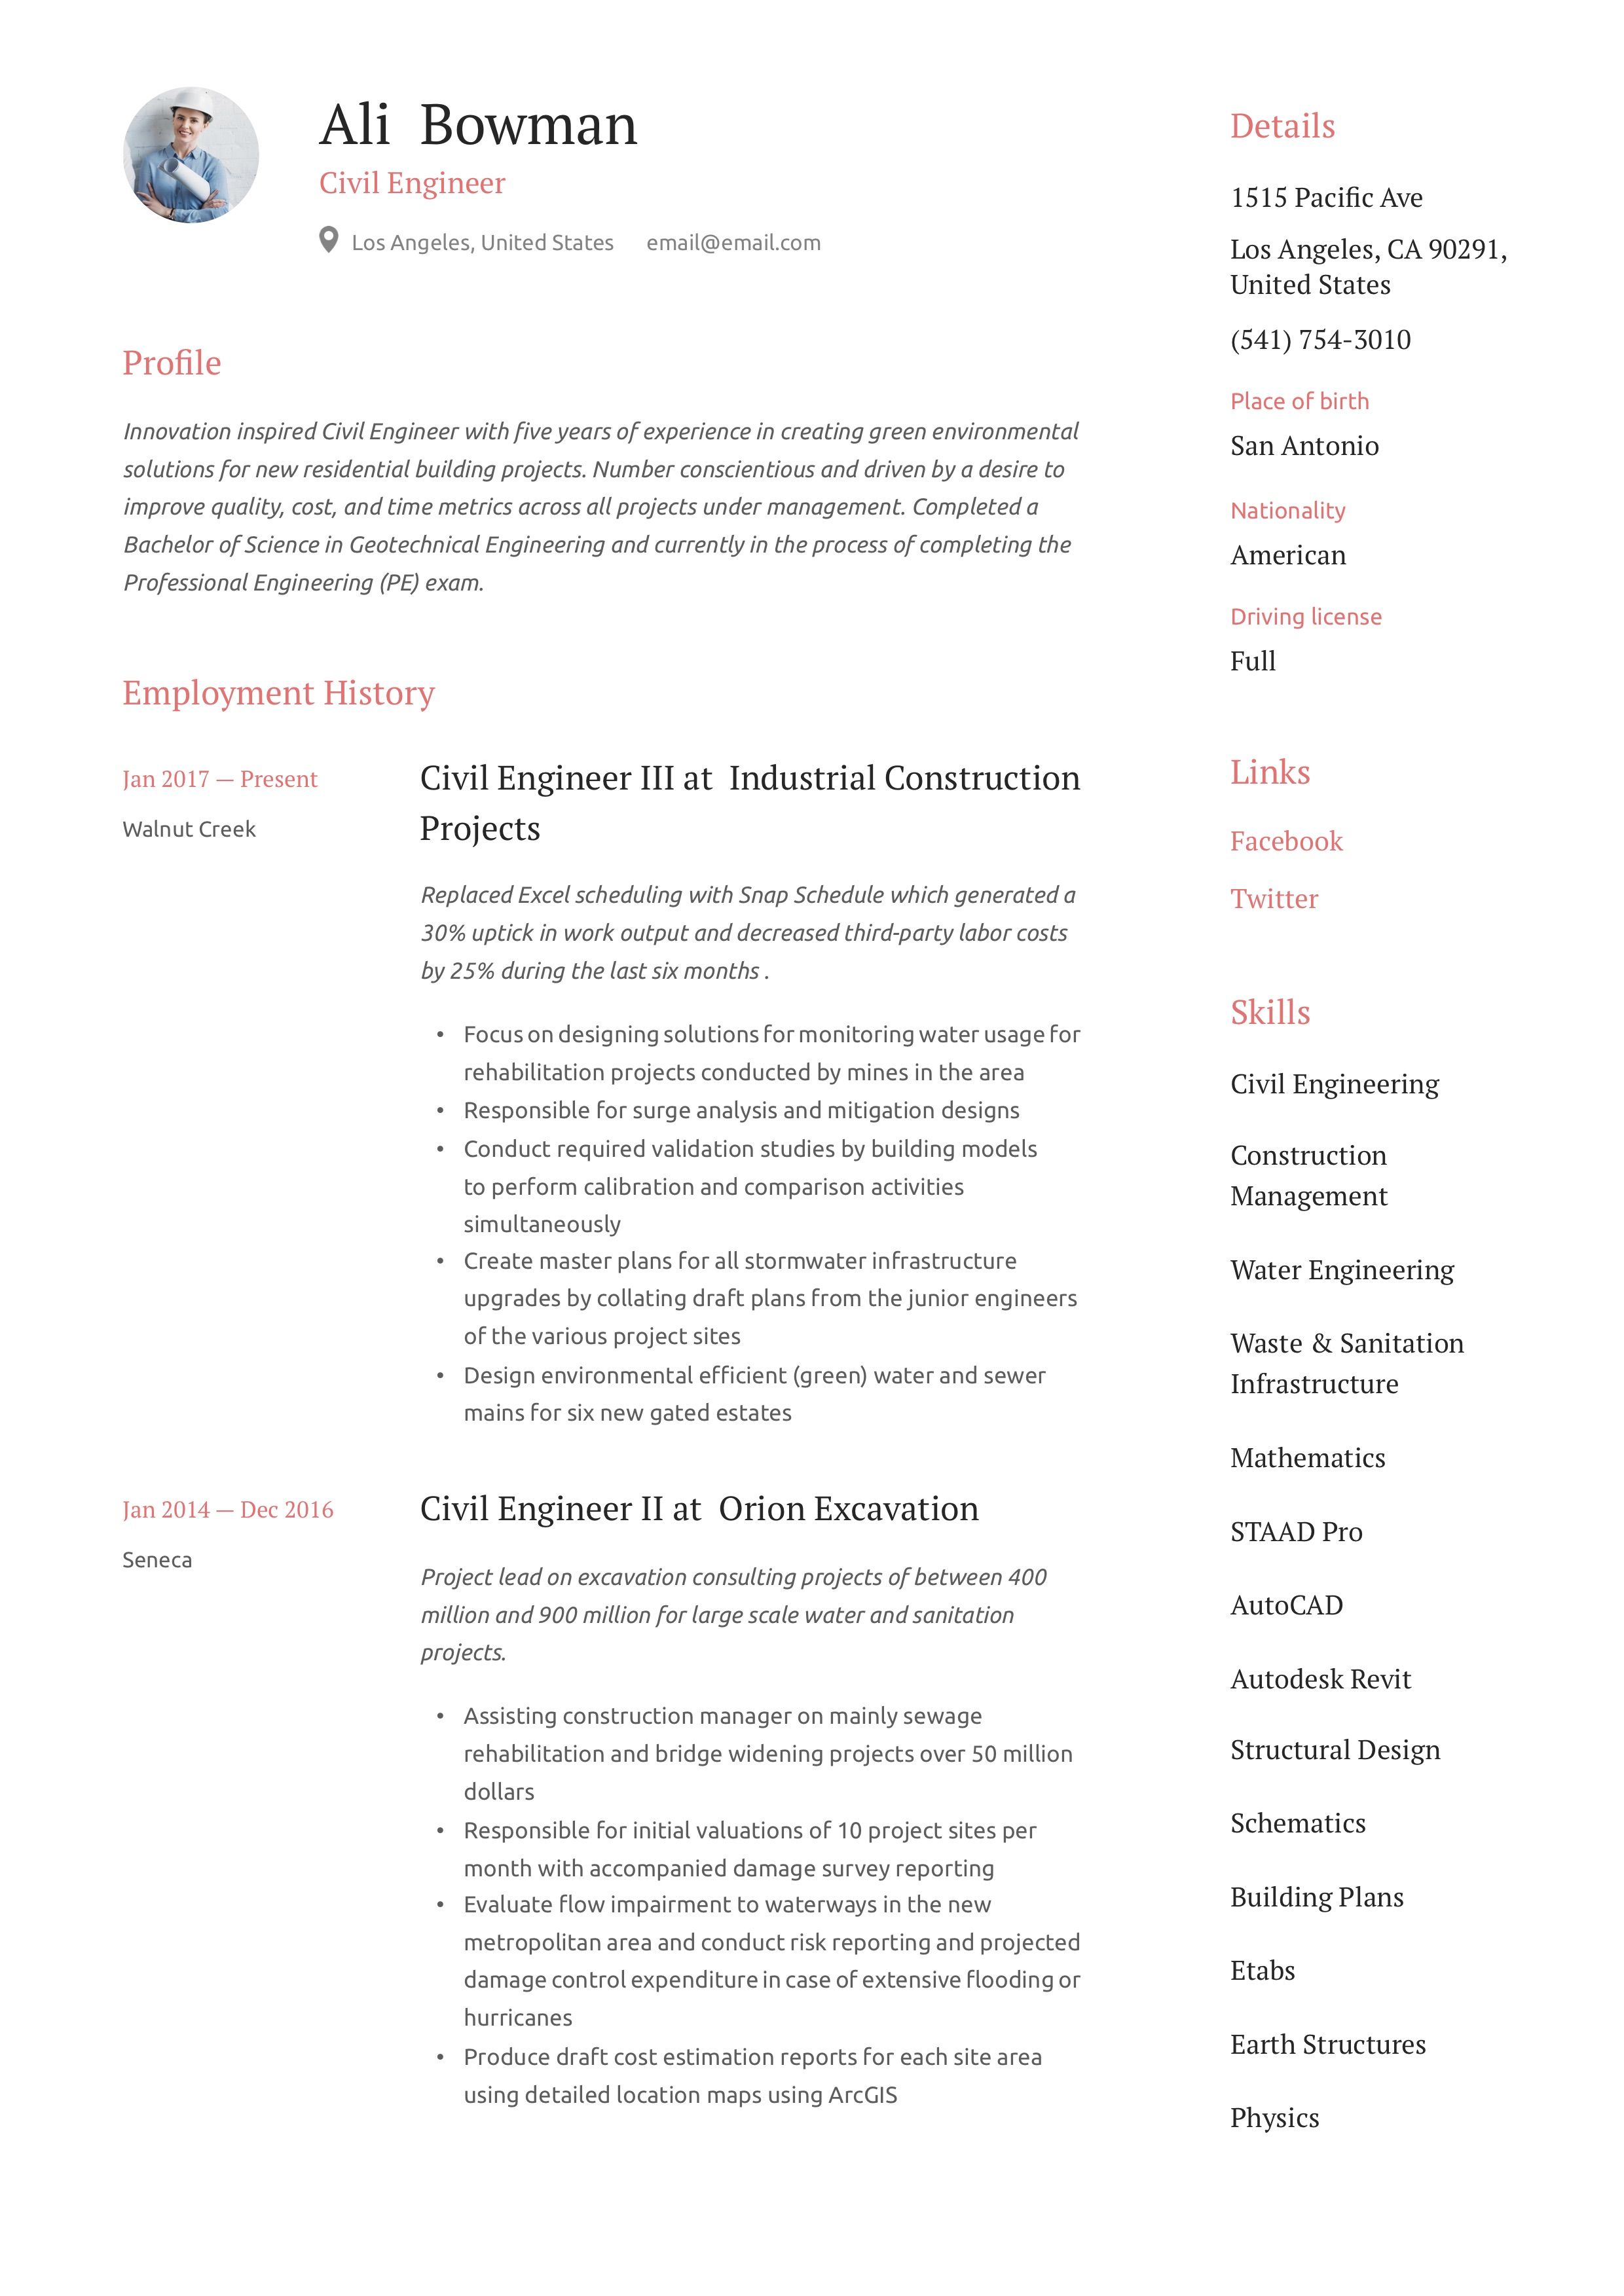 Ali Bowman
Civil Engineer
Los Angeles, United States email@email.com
Profile
Innovation inspired Civil Engineer with five years of experience in creating green environmental
solutions for new residential building projects. Number conscientious and driven by a desire to
improve quality, cost, and time metrics across all projects under management. Completed a
Bachelor of Science in Geotechnical Engineering and currently in the process of completing the
Professional Engineering (PE) exam.
Employment History
Jan 2017 — Present
Walnut Creek
Civil Engineer III at Industrial Construction
Projects
Replaced Excel scheduling with Snap Schedule which generated a
30% uptick in work output and decreased third-party labor costs
by 25% during the last six months .
• Focus on designing solutions for monitoring water usage for
rehabilitation projects conducted by mines in the area
• Responsible for surge analysis and mitigation designs
• Conduct required validation studies by building models
to perform calibration and comparison activities
simultaneously
• Create master plans for all stormwater infrastructure
upgrades by collating draft plans from the junior engineers
of the various project sites
• Design environmental efficient (green) water and sewer
mains for six new gated estates
Jan 2014 — Dec 2016
Seneca
Civil Engineer II at Orion Excavation
Project lead on excavation consulting projects of between 400
million and 900 million for large scale water and sanitation
projects.
• Assisting construction manager on mainly sewage
rehabilitation and bridge widening projects over 50 million
dollars
• Responsible for initial valuations of 10 project sites per
month with accompanied damage survey reporting
• Evaluate flow impairment to waterways in the new
metropolitan area and conduct risk reporting and projected
damage control expenditure in case of extensive flooding or
hurricanes
• Produce draft cost estimation reports for each site area
using detailed location maps using ArcGIS
Details
1515 Pacific Ave
Los Angeles, CA 90291,
United States
(541) 754-3010
Place of birth
San Antonio
Nationality
American
Driving license
Full
Links
Facebook
Twitter
Skills
Civil Engineering
Construction
Management
Water Engineering
Waste & Sanitation
Infrastructure
Mathematics
STAAD Pro
AutoCAD
Autodesk Revit
Structural Design
Schematics
Building Plans
Etabs
Earth Structures
Physics